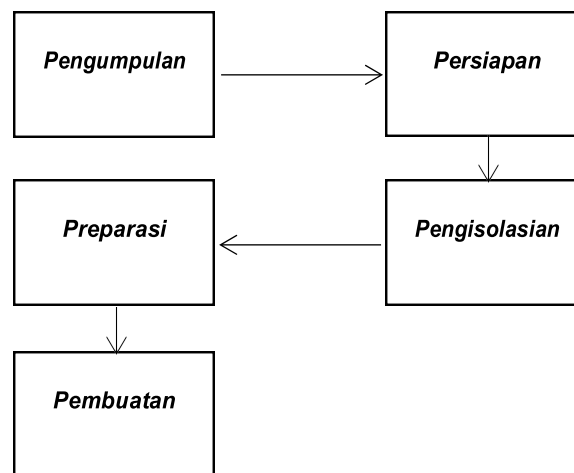 Pengumpulan
Persiapan
Pengisolasian
Preparasi
Pembuatan